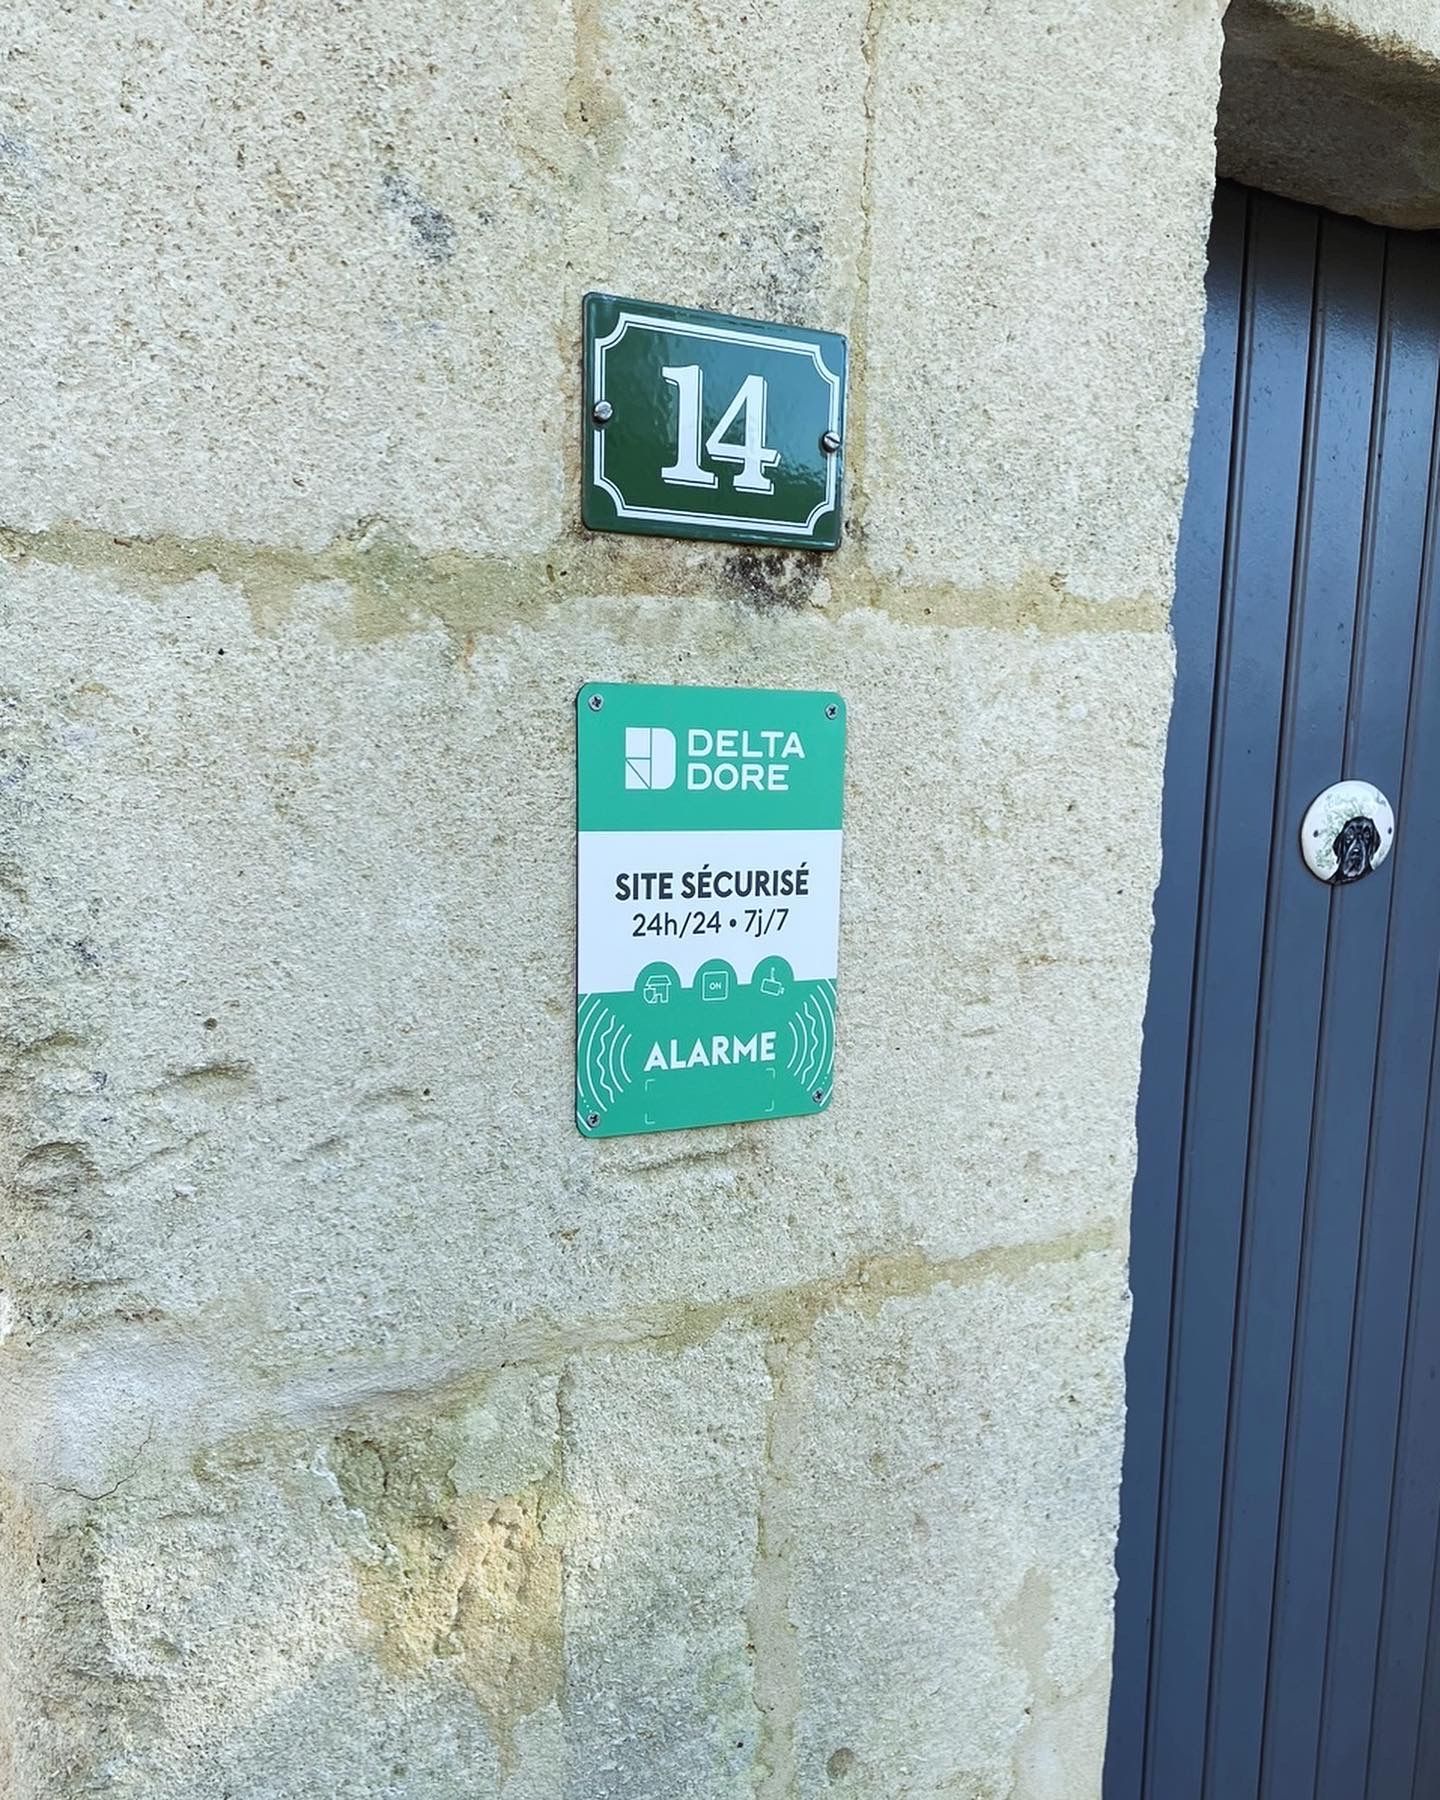 14
DELTA
DORE
SITE SÉCURISÉ
24h/24 • 7j/7
ON
ALARME